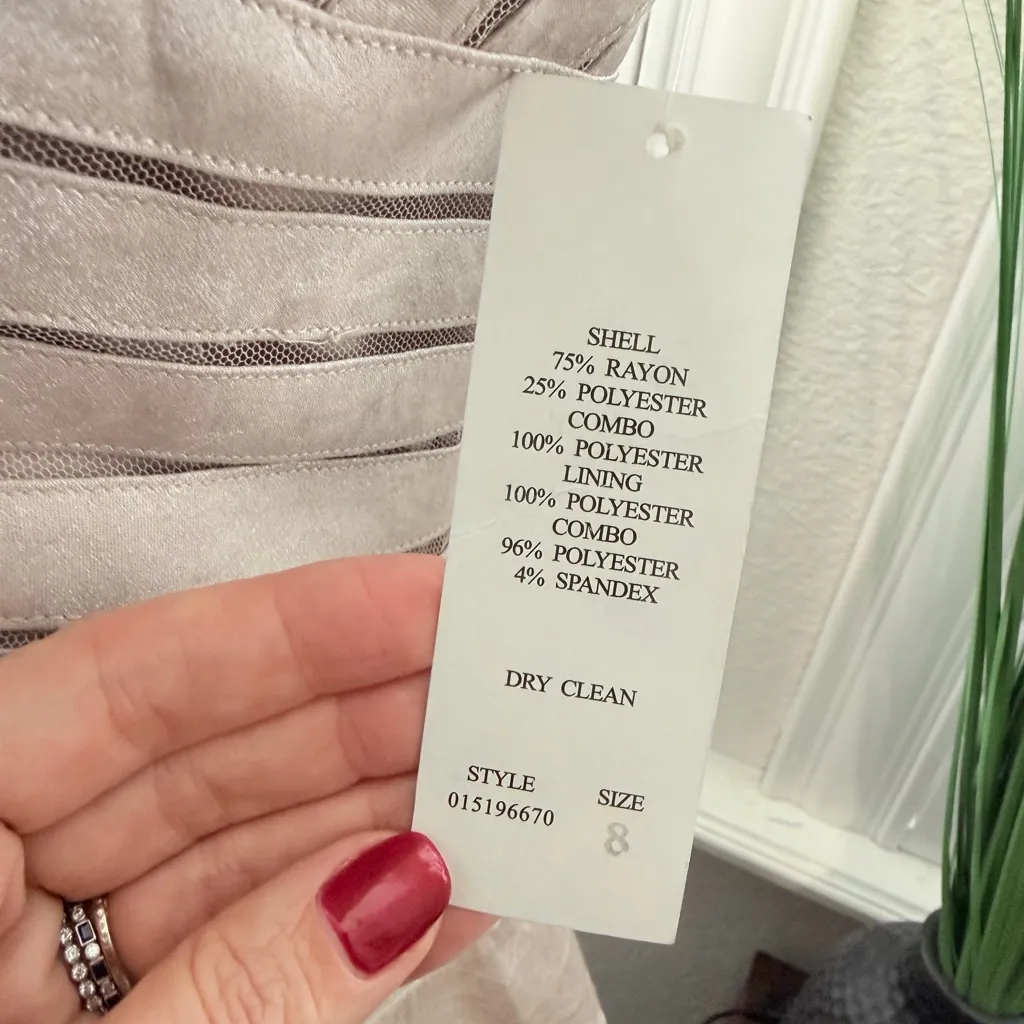 SHELL
75% RAYON
25% POLYESTER
COMBO
100% POLYESTER
LINING
100% POLYESTER
COMBO
96% POLYESTER
4% SPANDEX
DRY CLEAN
STYLE SIZE
015196670 8